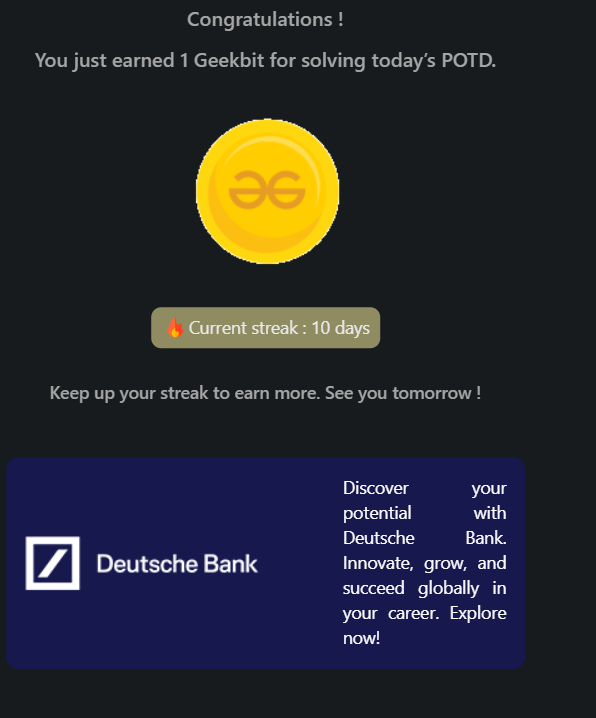 Congratulations !
You just earned 1 Geekbit for solving today’s POTD.
Current streak : 10 days
Keep up your streak to earn more. See you tomorrow !
Deutsche Bank
Discover your
potential with
Deutsche Bank.
Innovate, grow, and
succeed globally in
your career. Explore
now!